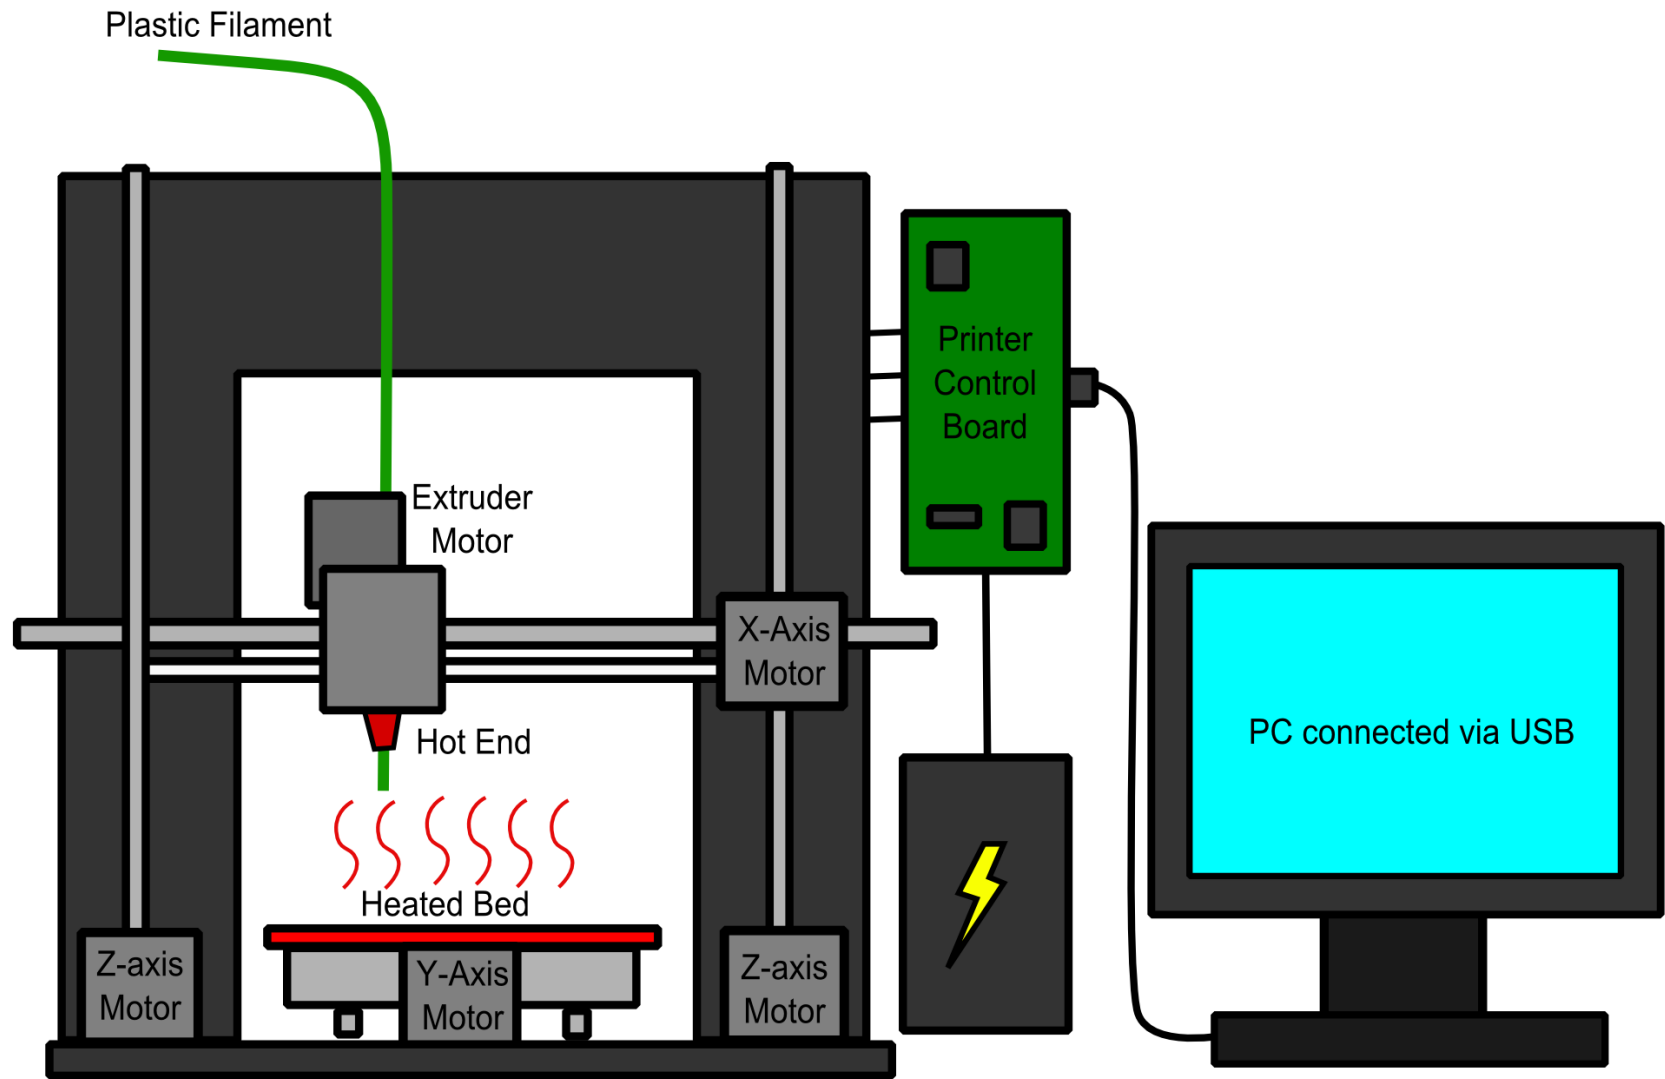 Plastic Filament
Extruder
Motor
Printer
Control
Board
X-Axis
Motor
Hot End
PC connected via USB
Heated Bed
Z-axis
Motor
Y-Axis
Motor
Z-axis
Motor